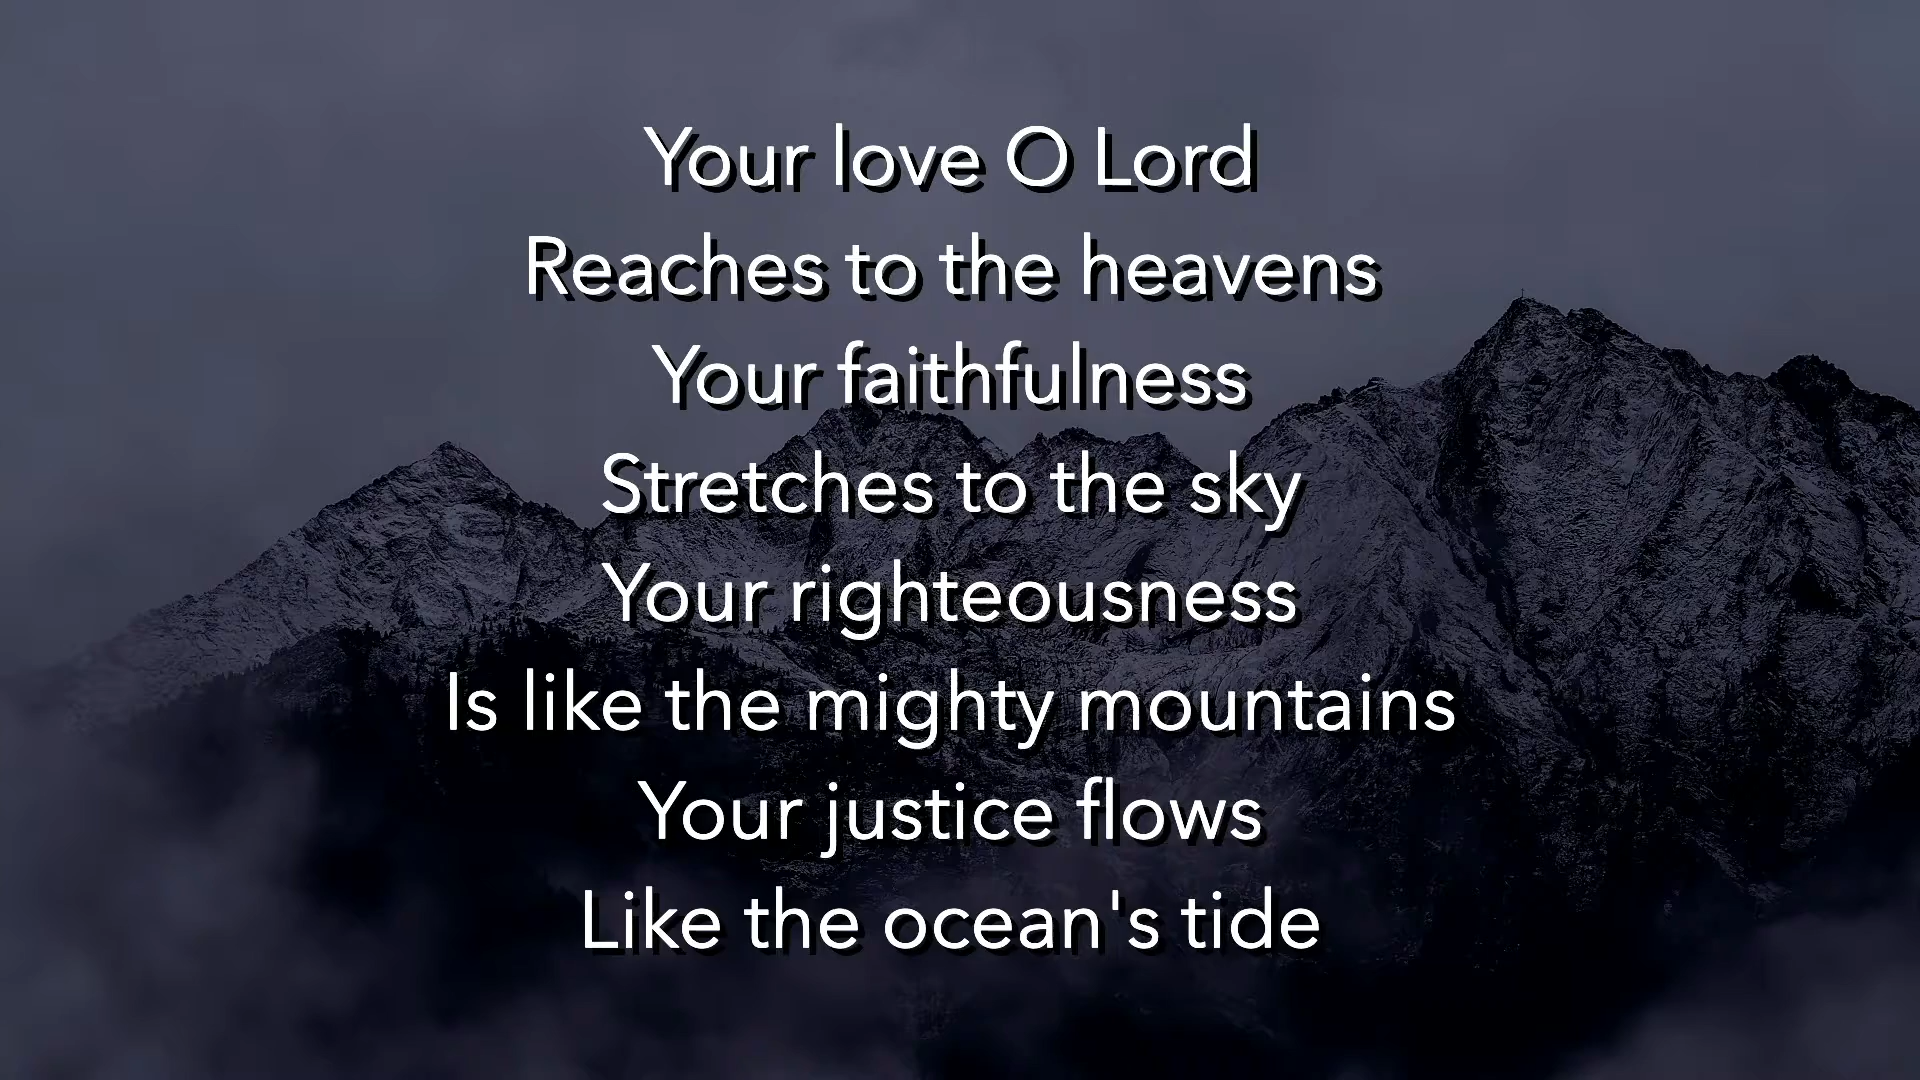 Your love O Lord
Reaches to the heavens
Your faithfulness
Stretches to the sky
Your righteousness
Is like the mighty mountains
Your justice flows
Like the ocean's tide